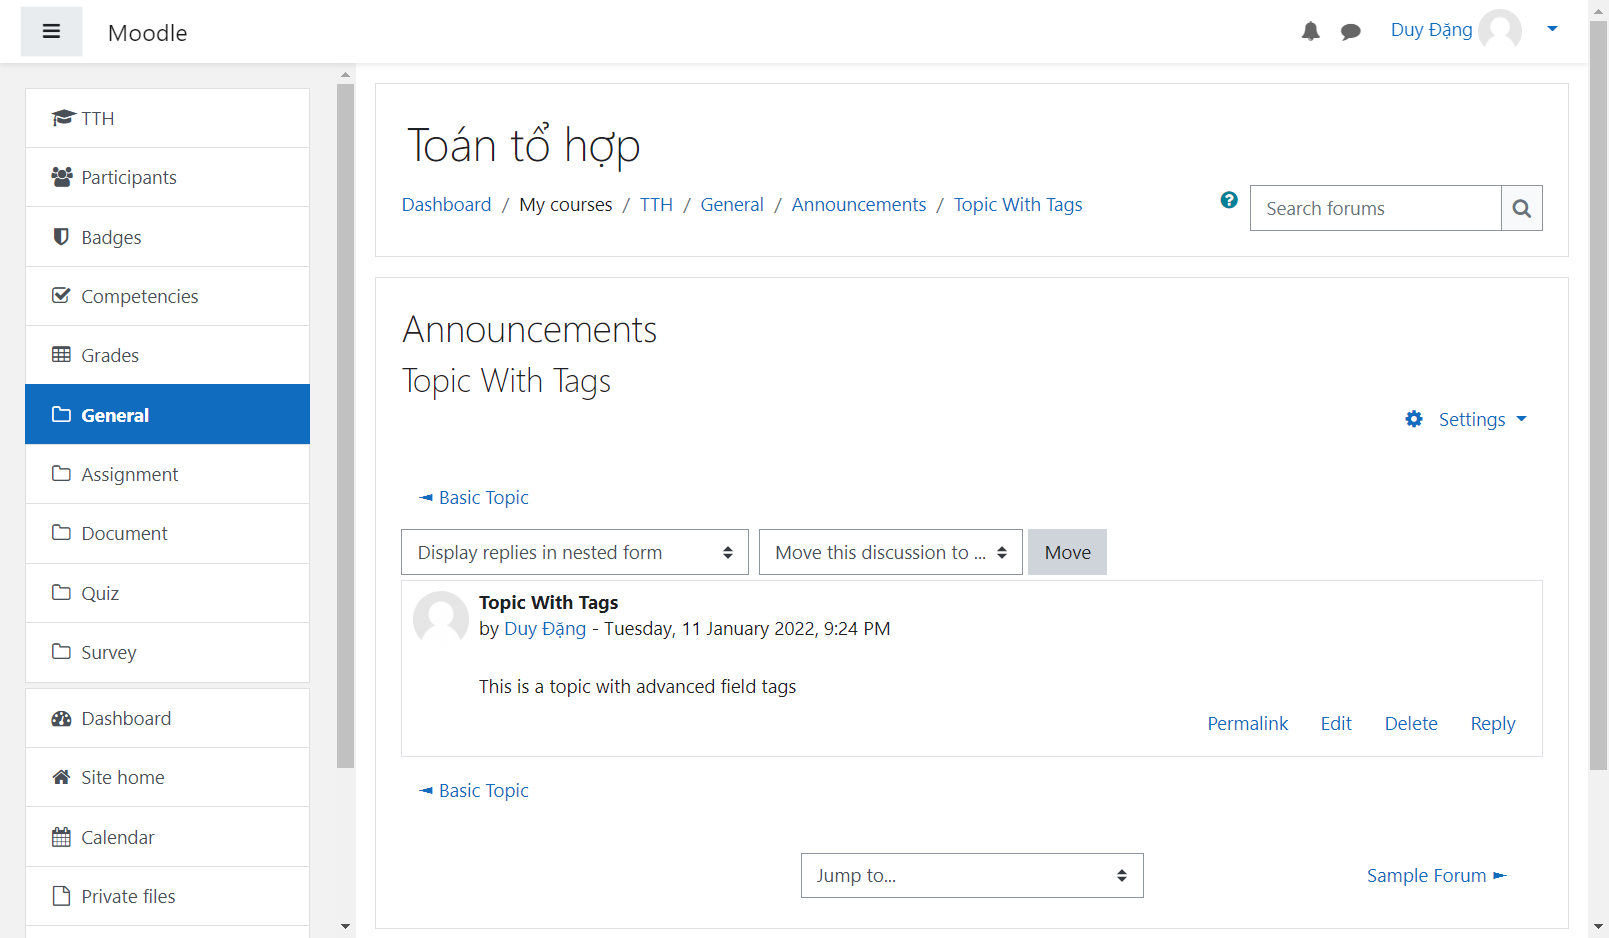 Moodle
Duy Đặng
TTH
Participants
Badges
Competencies
Grades
General
Assignment
Document
Quiz
Survey
Dashboard
Site home
Calendar
Private files
Toán tổ hợp
Dashboard / My courses / TTH / General / Announcements / Topic With Tags
Search forums
Announcements
Topic With Tags
Settings
◄ Basic Topic
Display replies in nested form
Move this discussion to ...
Move
Topic With Tags
by Duy Đặng - Tuesday, 11 January 2022, 9:24 PM
This is a topic with advanced field tags
Permalink Edit Delete Reply
◄ Basic Topic
Jump to...
Sample Forum ►